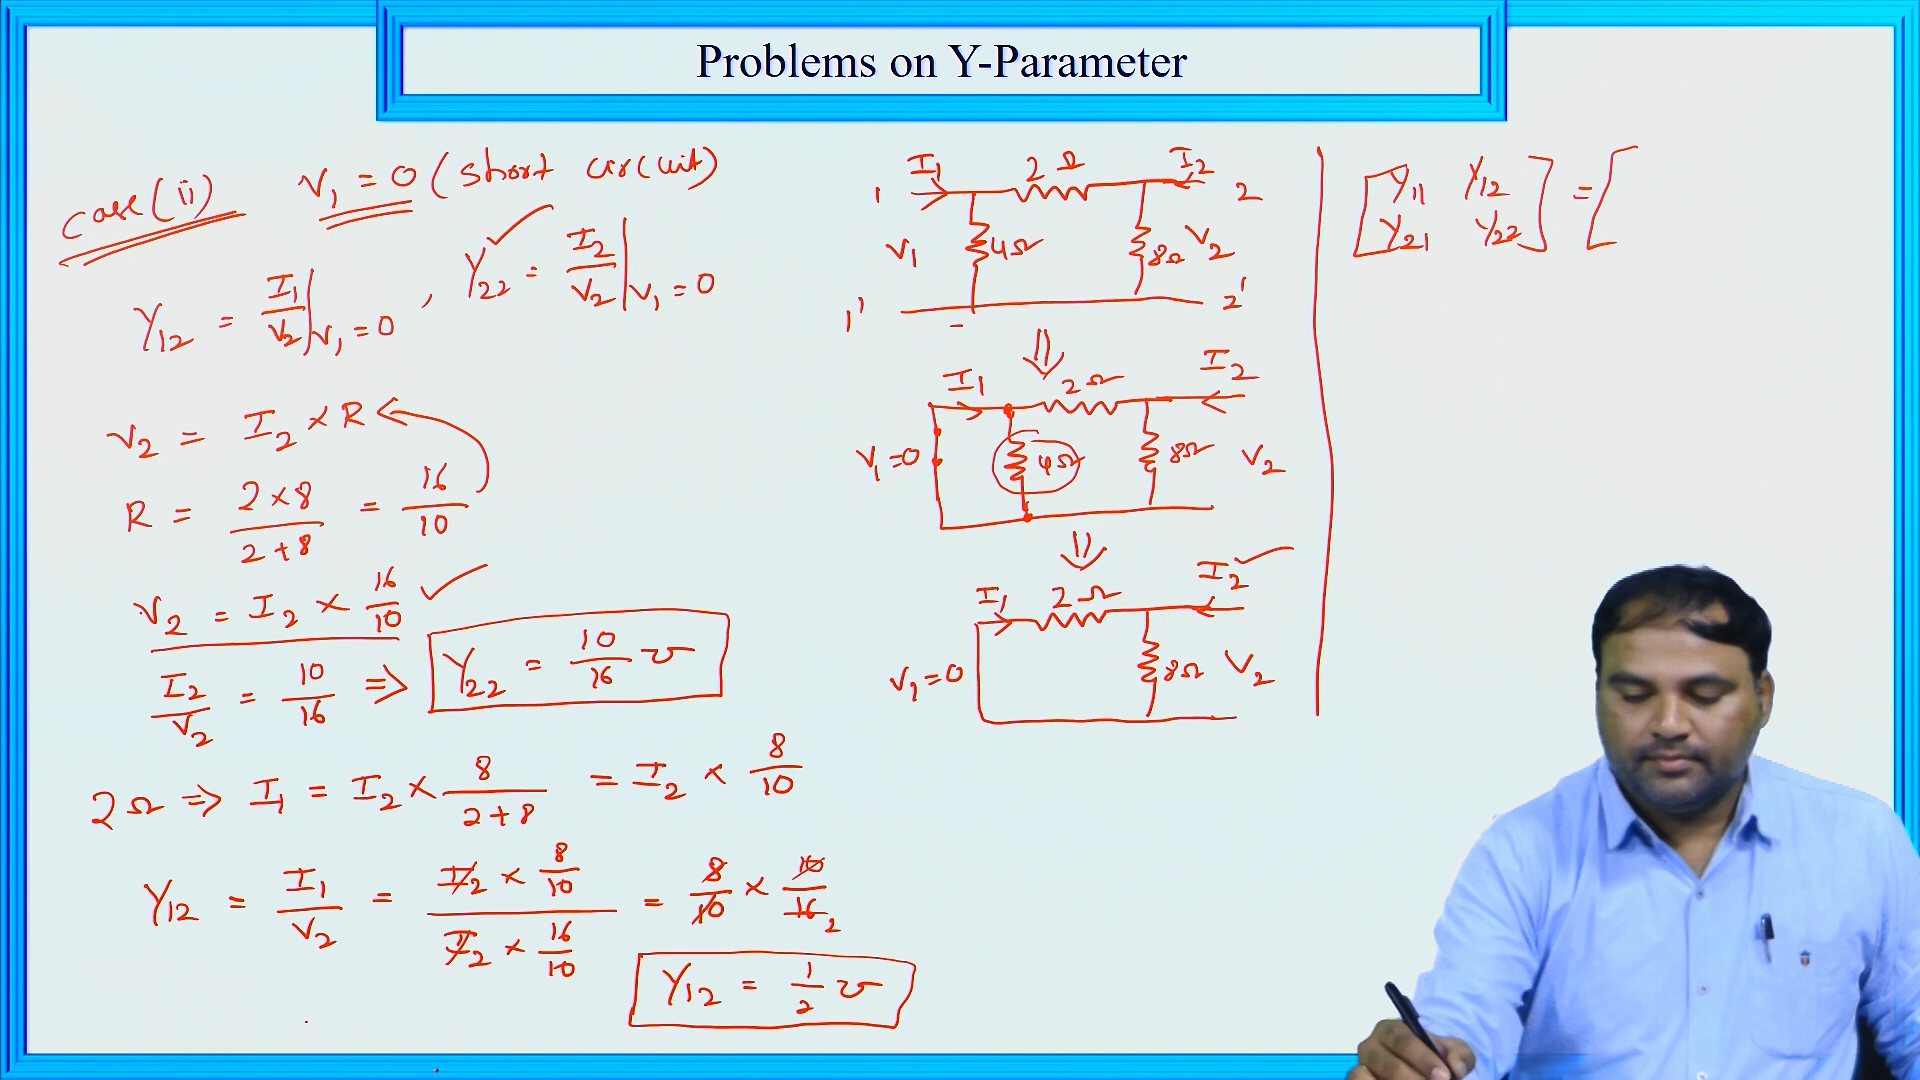 Problems on Y-Parameter
case(ii) V1 = 0 (short circuit)
Y12 = I1/V2 | V1 = 0 , Y22 = I2/V2 | V1 = 0
V2 = I2 × R
R = 2×8/2+8 = 16/10
V2 = I2 × 16/10 ✓
I2/V2 = 10/16 ⇒ Y22 = 10/16 ℧
2Ω ⇒ I1 = I2 × 8/2+8 = I2 × 8/10
Y12 = I1/V2 = I2 × 8/10 / I2 × 16/10 = 8/10 × 10/16 2
Y12 = 1/2 ℧
I1 2Ω I2
1 2
V1 4Ω 8Ω V2
1' - 2'
⇓
I1 2Ω I2
V1=0 4Ω 8Ω V2
⇓
I1 2Ω I2 ✓
V1=0 8Ω V2
[Y11 Y12
Y21 Y22] = [